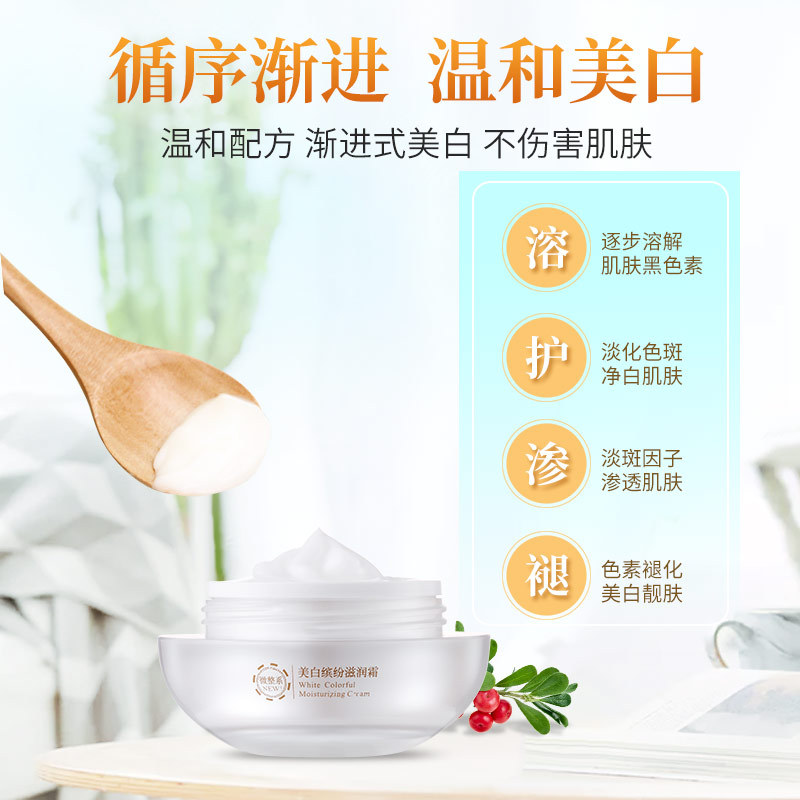 循序渐进 温和美白
温和配方 渐进式美白 不伤害肌肤
溶
逐步溶解
肌肤黑色素
护
淡化色斑
净白肌肤
渗
淡斑因子
渗透肌肤
褪
色素褪化
美白靓肤
微整系
NEW!
美白缤纷滋润霜
White Colorful
Moisturizing Cream